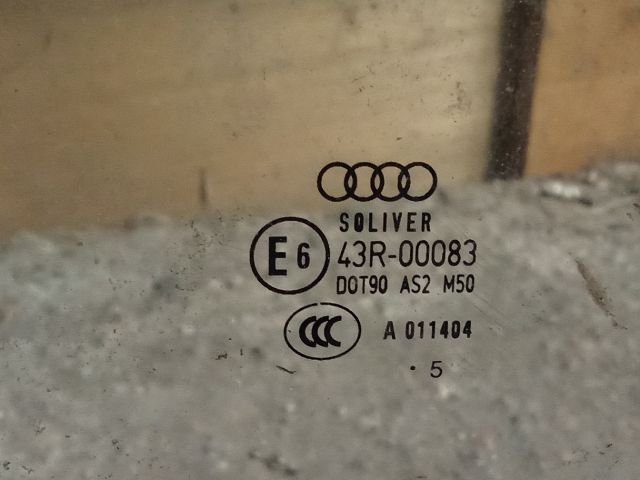 SOLIVER
E6 43R-00083
DOT90 AS2 M50
CCC A 011404
. 5